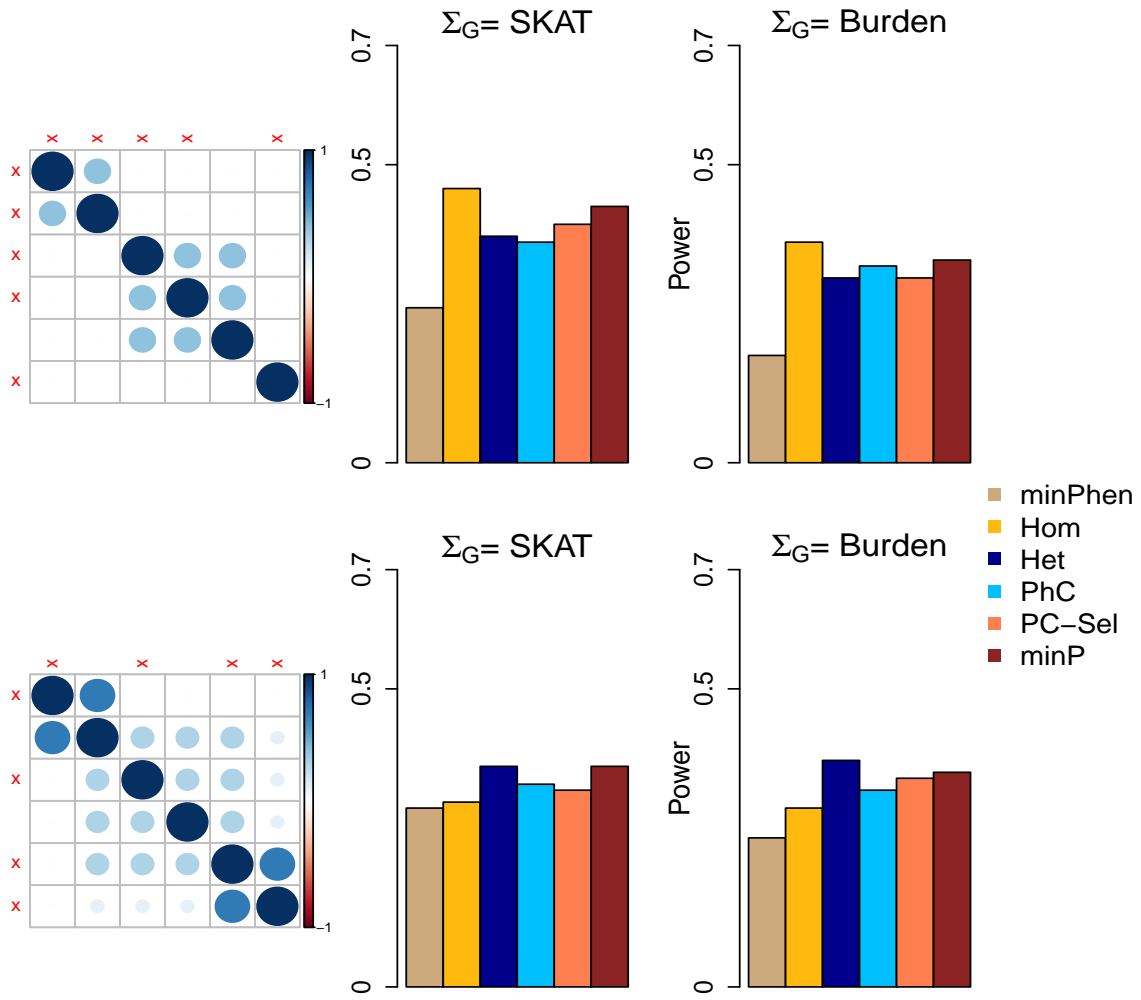 Σ_G= SKAT
Σ_G= Burden
0.7
0.5
0
0.7
0.5
0
Power
x x x x x
x
x
x
x
x
1
−1
minPhen
Hom
Het
PhC
PC−Sel
minP
Σ_G= SKAT
Σ_G= Burden
0.7
0.5
0
0.7
0.5
0
Power
x x x x
x
x
x
x
1
−1